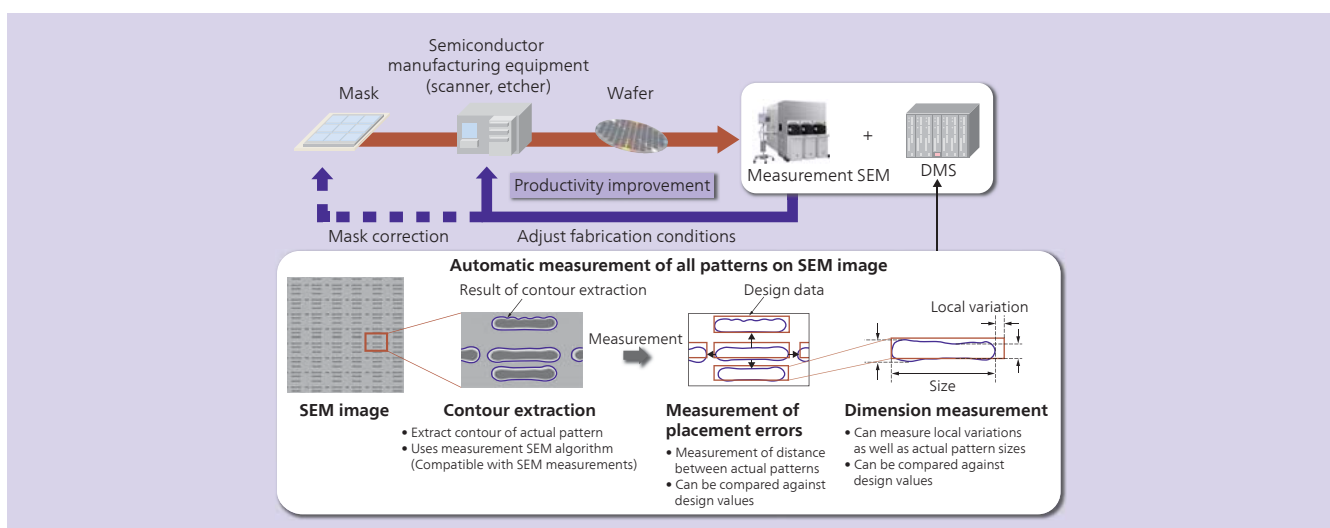 Semiconductor
manufacturing equipment
(scanner, etcher)
Mask
Wafer
Measurement SEM
+
DMS
Productivity improvement
Mask correction
Adjust fabrication conditions
Automatic measurement of all patterns on SEM image
Result of contour extraction
Design data
Local variation
Measurement
Size
SEM image
Contour extraction
• Extract contour of actual pattern
• Uses measurement SEM algorithm
(Compatible with SEM measurements)
Measurement of
placement errors
• Measurement of distance
between actual patterns
• Can be compared against
design values
Dimension measurement
• Can measure local variations
as well as actual pattern sizes
• Can be compared against
design values